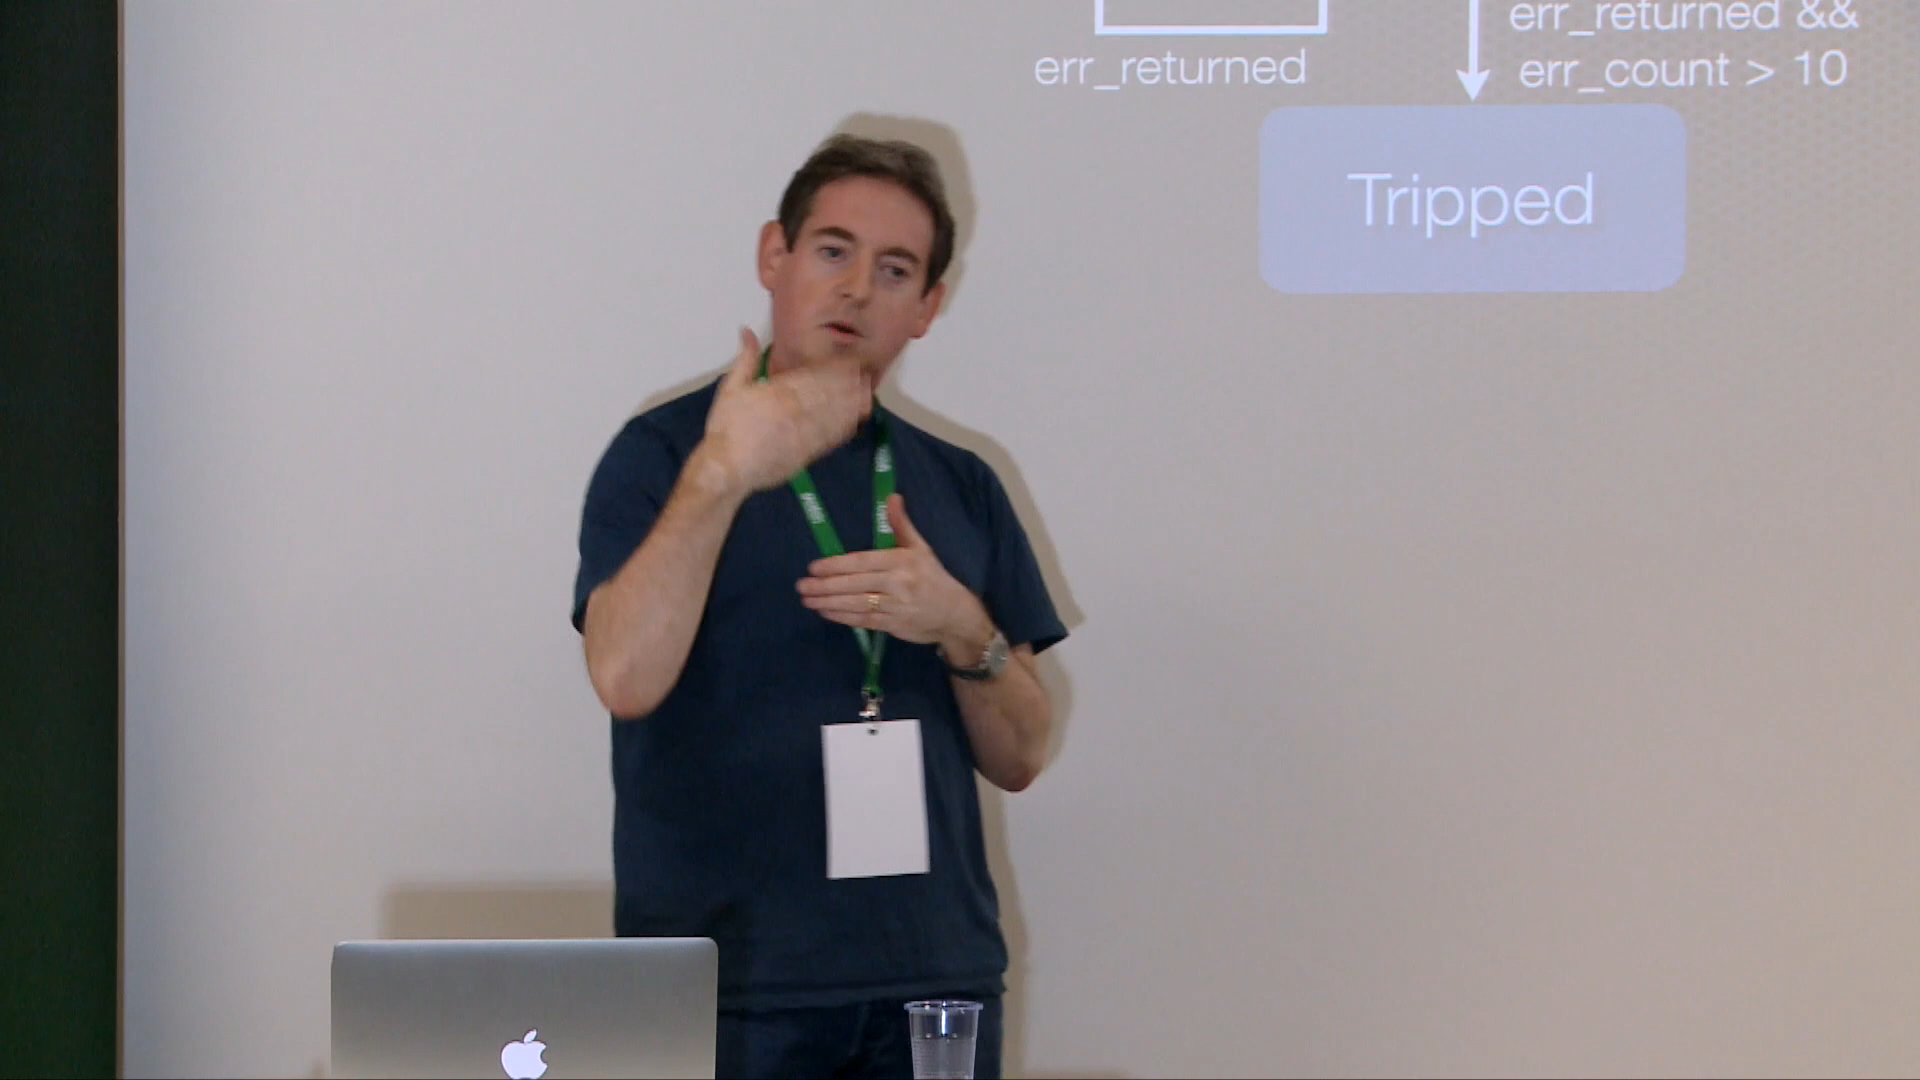 err_returned &&
err_returned
err_count > 10
Tripped